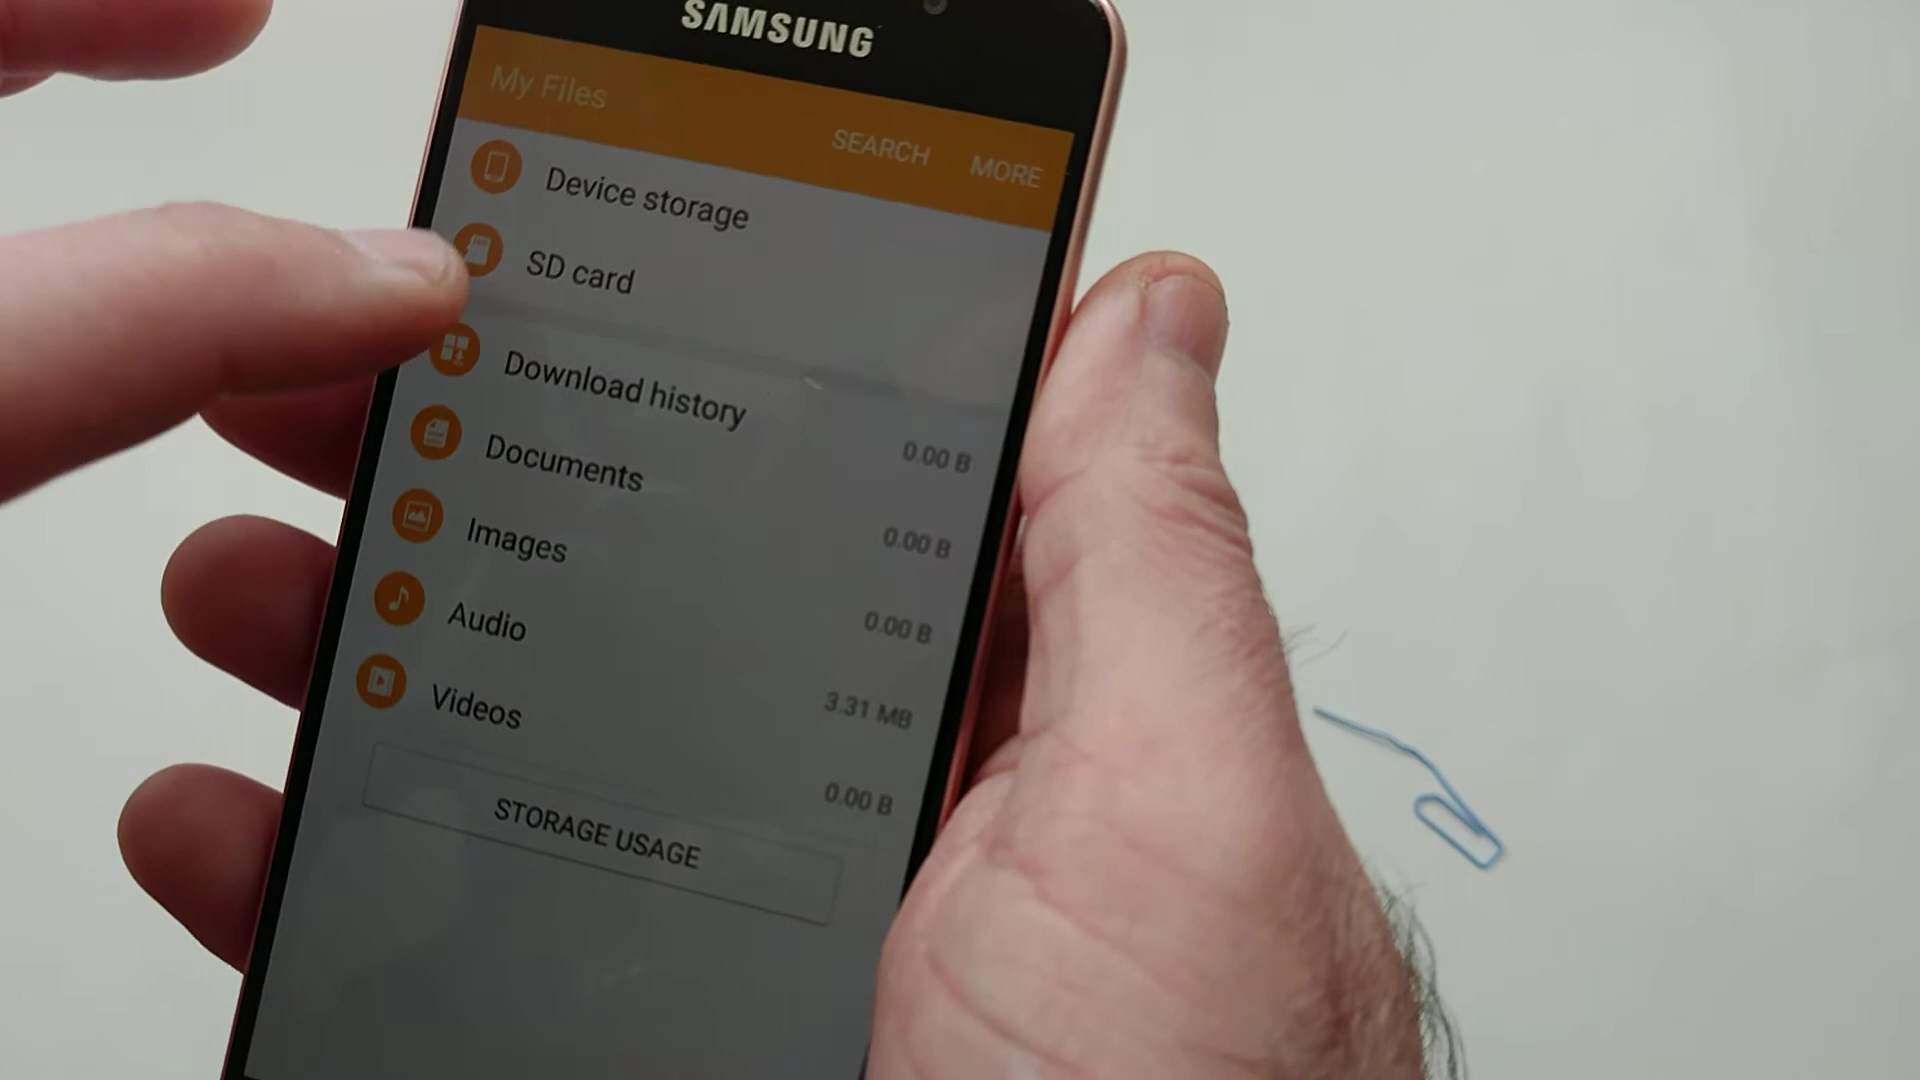 SAMSUNG
My Files
SEARCH MORE
Device storage
SD card
Download history
0.00 B
Documents
0.00 B
Images
0.00 B
Audio
3.31 MB
Videos
0.00 B
STORAGE USAGE